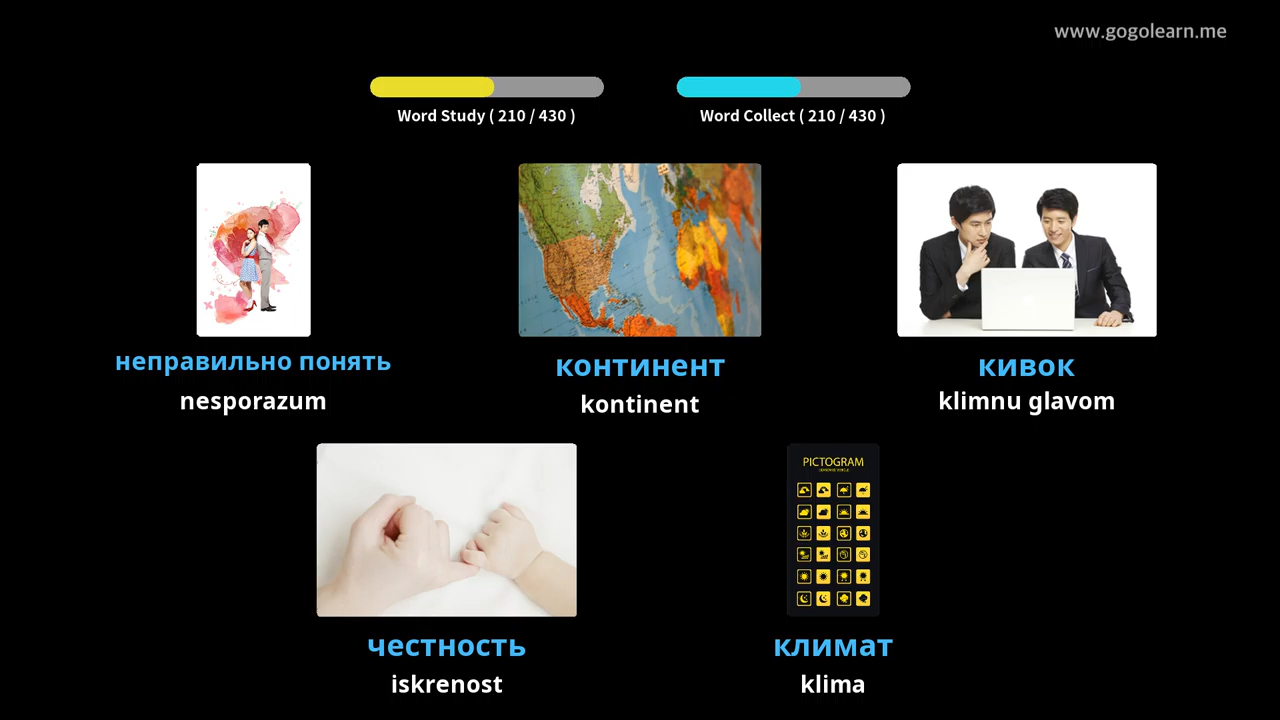 www.gogolearn.me
Word Study ( 210 / 430 )
Word Collect ( 210 / 430 )
неправильно понять
nesporazum
континент
kontinent
кивок
klimnu glavom
PICTOGRAM
честность
iskrenost
климат
klima